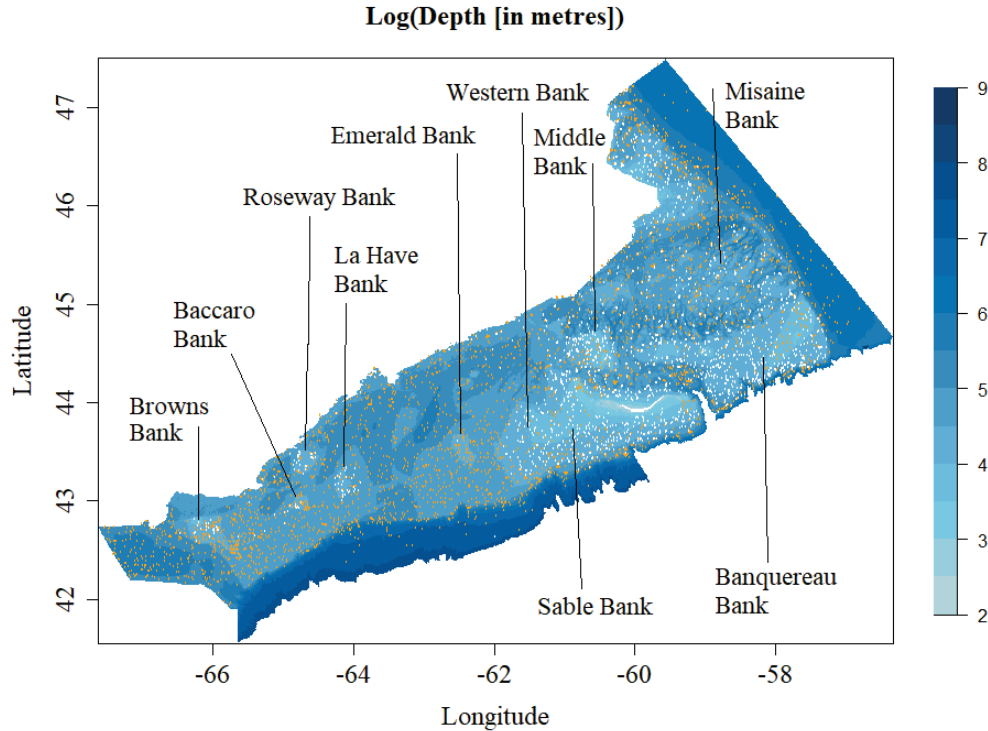 Log(Depth [in metres])
Western Bank
Misaine
Bank
Emerald Bank
Middle
Bank
Roseway Bank
La Have
Bank
Baccaro
Bank
Browns
Bank
Sable Bank
Banquereau
Bank
Latitude
47
46
45
44
43
42
-66
-64
-62
-60
-58
Longitude
9
8
7
6
5
4
3
2